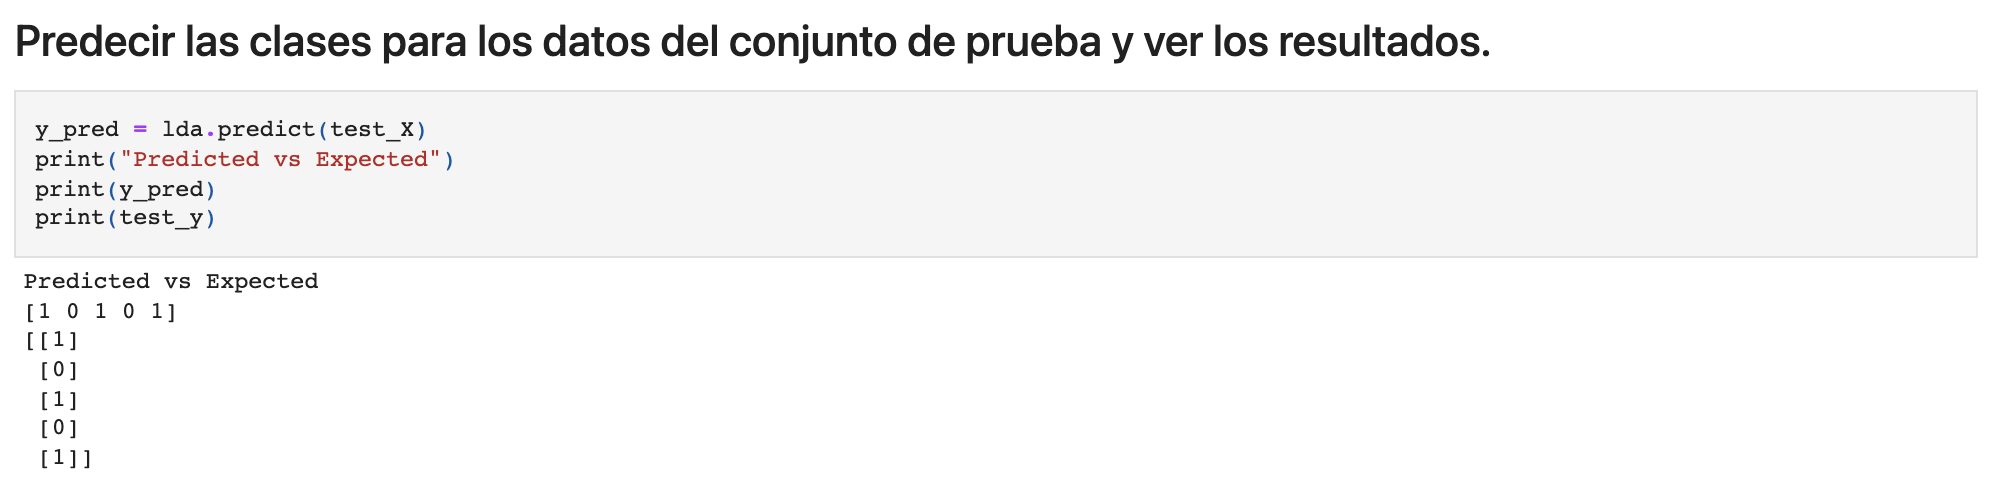 Predecir las clases para los datos del conjunto de prueba y ver los resultados.
y_pred = lda.predict(test_X)
print("Predicted vs Expected")
print(y_pred)
print(test_y)
Predicted vs Expected
[1 0 1 0 1]
[[1]
 [0]
 [1]
 [0]
 [1]]